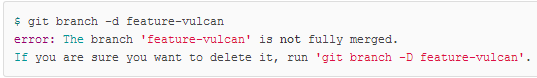 $ git branch -d feature-vulcan
error: The branch 'feature-vulcan' is not fully merged.
If you are sure you want to delete it, run 'git branch -D feature-vulcan'.